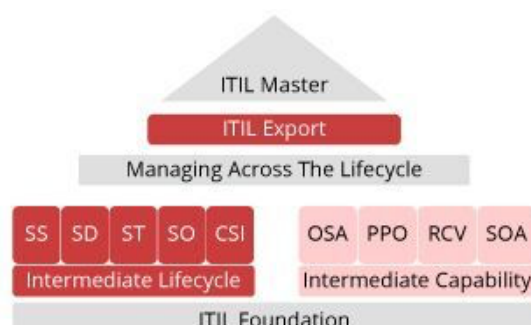 ITIL Master
ITIL Export
Managing Across The Lifecycle
SS SD ST SO CSI OSA PPO RCV SOA
Intermediate Lifecycle Intermediate Capability
ITIL Foundation